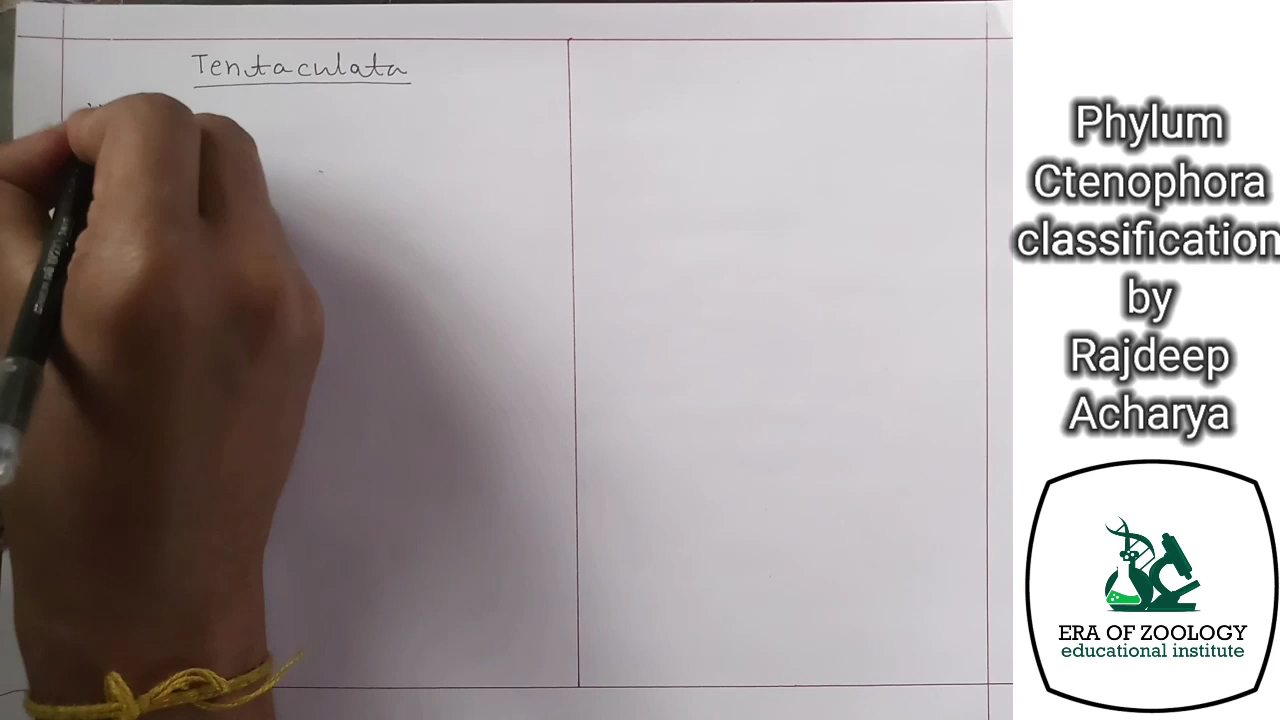 Tentaculata
Phylum
Ctenophora
classification
by
Rajdeep
Acharya
ERA OF ZOOLOGY
educational institute